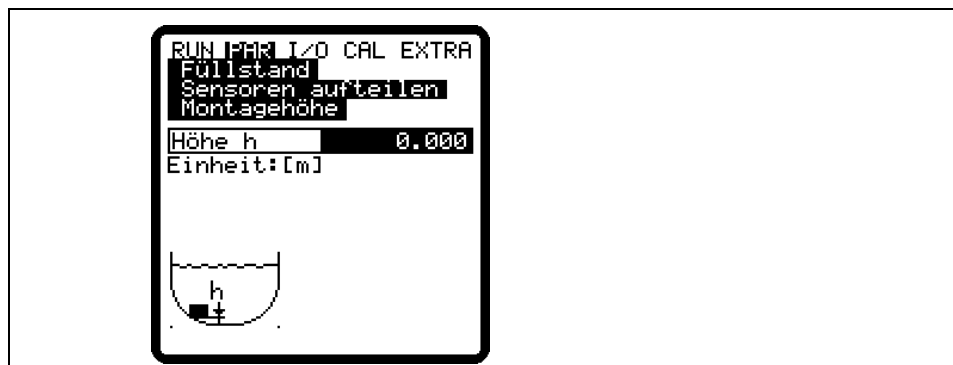 RUN PAR I/O CAL EXTRA
Füllstand
Sensoren aufteilen
Montagehöhe
Höhe h 0.000
Einheit:[m]
h